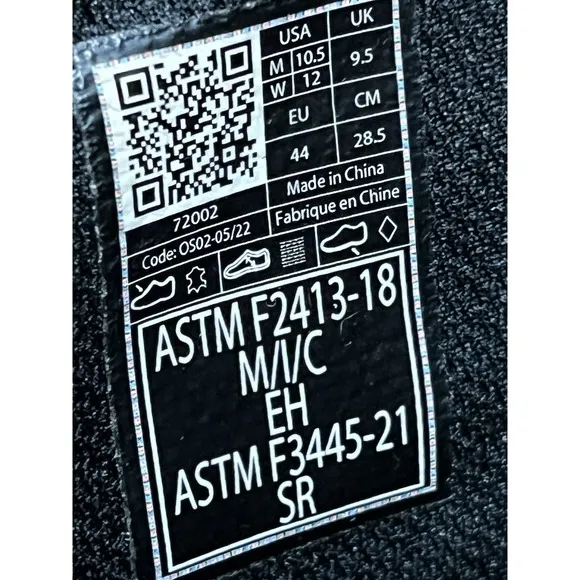 USA UK
M 10.5 9.5
W 12
EU CM
44 28.5
72002
Made in China
Code: OS02-05/22
Fabrique en Chine
ASTM F2413-18
M/I/C
EH
ASTM F3445-21
SR